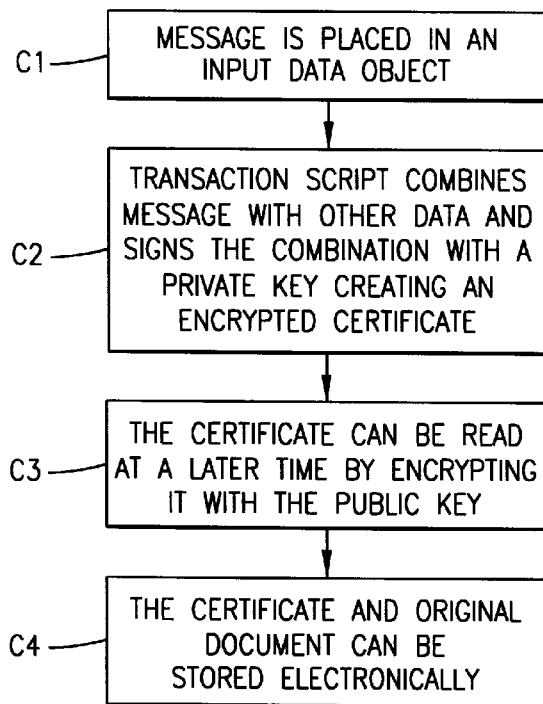 C1
MESSAGE IS PLACED IN AN
INPUT DATA OBJECT
C2
TRANSACTION SCRIPT COMBINES
MESSAGE WITH OTHER DATA AND
SIGNS THE COMBINATION WITH A
PRIVATE KEY CREATING AN
ENCRYPTED CERTIFICATE
C3
THE CERTIFICATE CAN BE READ
AT A LATER TIME BY ENCRYPTING
IT WITH THE PUBLIC KEY
C4
THE CERTIFICATE AND ORIGINAL
DOCUMENT CAN BE
STORED ELECTRONICALLY